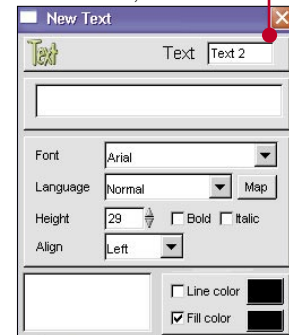 New Text
Text Text Text 2
Font Arial
Language Normal Map
Height 29 Bold Italic
Align Left
Line color
Fill color